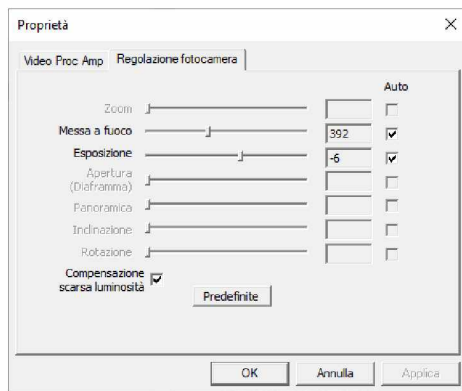 Proprietà
Video Proc Amp
Regolazione fotocamera
Auto
Zoom
Messa a fuoco 392
Esposizione -6
Apertura
(Diaframma)
Panoramica
Inclinazione
Rotazione
Compensazione
scarsa luminosità
Predefinite
OK Annulla Applica